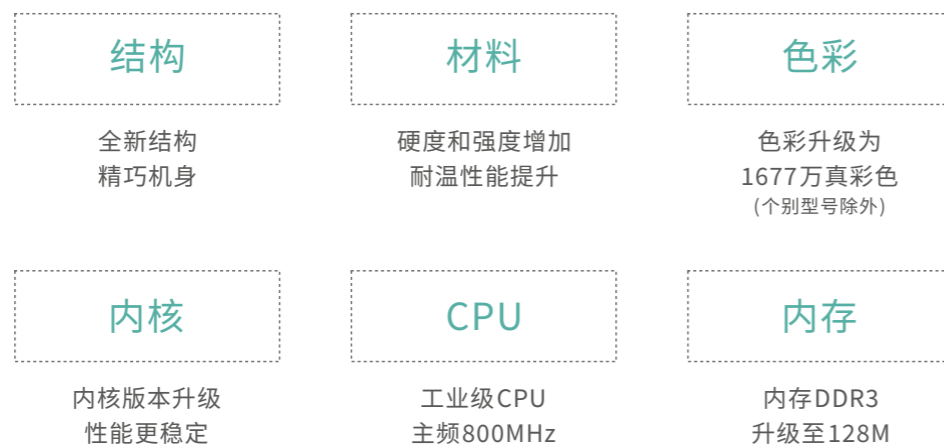 结构
全新结构
精巧机身
材料
硬度和强度增加
耐温性能提升
色彩
色彩升级为
1677万真彩色
(个别型号除外)
内核
内核版本升级
性能更稳定
CPU
工业级CPU
主频800MHz
内存
内存DDR3
升级至128M